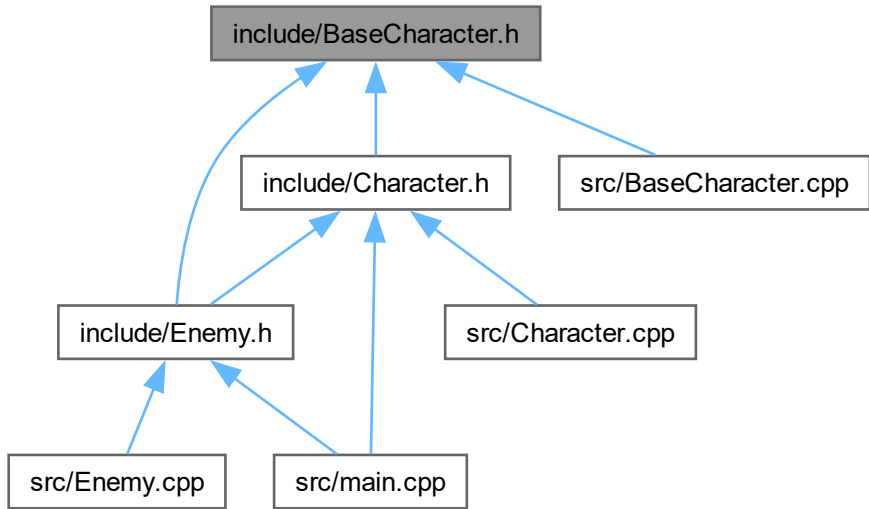 include/BaseCharacter.h
include/Character.h
src/BaseCharacter.cpp
include/Enemy.h
src/Character.cpp
src/Enemy.cpp
src/main.cpp